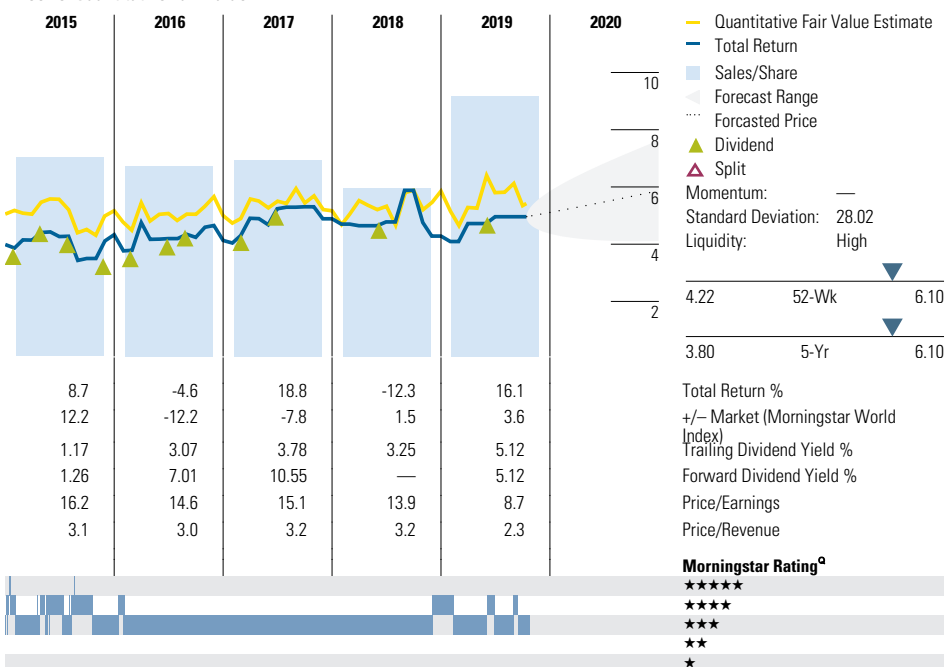 2015 2016 2017 2018 2019 2020
Quantitative Fair Value Estimate
Total Return
Sales/Share
Forecast Range
Forcasted Price
Dividend
Split
Momentum: —
Standard Deviation: 28.02
Liquidity: High
10
8
6
4
2
4.22 52-Wk 6.10
3.80 5-Yr 6.10
8.7 -4.6 18.8 -12.3 16.1 Total Return %
12.2 -12.2 -7.8 1.5 3.6 +/– Market (Morningstar World
Index)
1.17 3.07 3.78 3.25 5.12 Trailing Dividend Yield %
1.26 7.01 10.55 — 5.12 Forward Dividend Yield %
16.2 14.6 15.1 13.9 8.7 Price/Earnings
3.1 3.0 3.2 3.2 2.3 Price/Revenue
Morningstar Rating Q
★★★★★
★★★★
★★★
★★
★